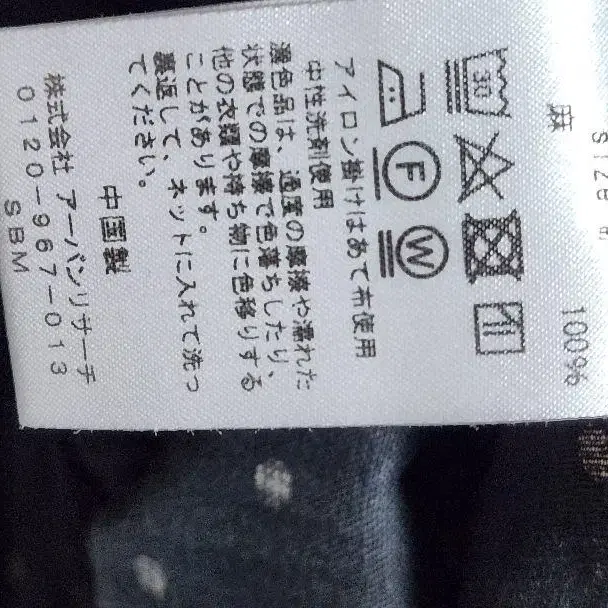 麻 100%
30
F W
アイロン掛けはあて布使用
中性洗剤使用
濃色品は、過度の摩擦や濡れた
状態での摩擦で色落ちしたり、
他の衣類や持ち物に色移りする
ことがあります。
裏返して、ネットに入れて洗っ
てください。
中国製
株式会社 アーバンリサーチ
0120-967-013
SBM